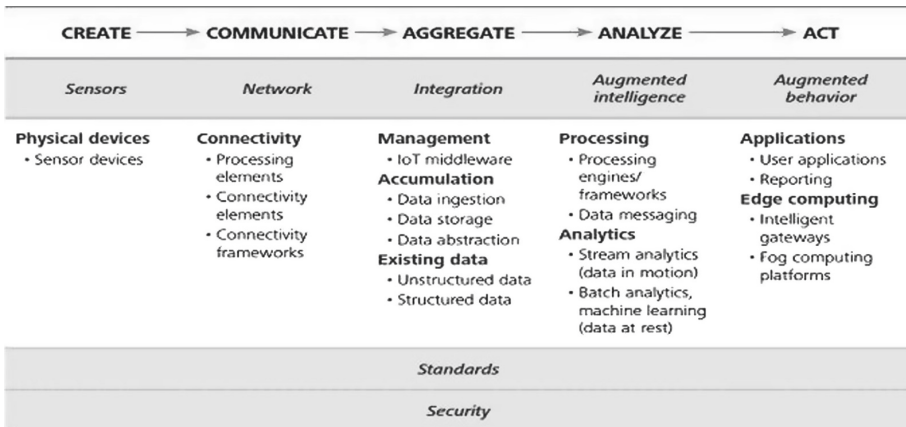 CREATE → COMMUNICATE → AGGREGATE → ANALYZE → ACT
Sensors
Network
Integration
Augmented
intelligence
Augmented
behavior
Physical devices
• Sensor devices
Connectivity
• Processing
elements
• Connectivity
elements
• Connectivity
frameworks
Management
• IoT middleware
Accumulation
• Data ingestion
• Data storage
• Data abstraction
Existing data
• Unstructured data
• Structured data
Processing
• Processing
engines/
frameworks
• Data messaging
Analytics
• Stream analytics
(data in motion)
• Batch analytics,
machine learning
(data at rest)
Applications
• User applications
• Reporting
Edge computing
• Intelligent
gateways
• Fog computing
platforms
Standards
Security